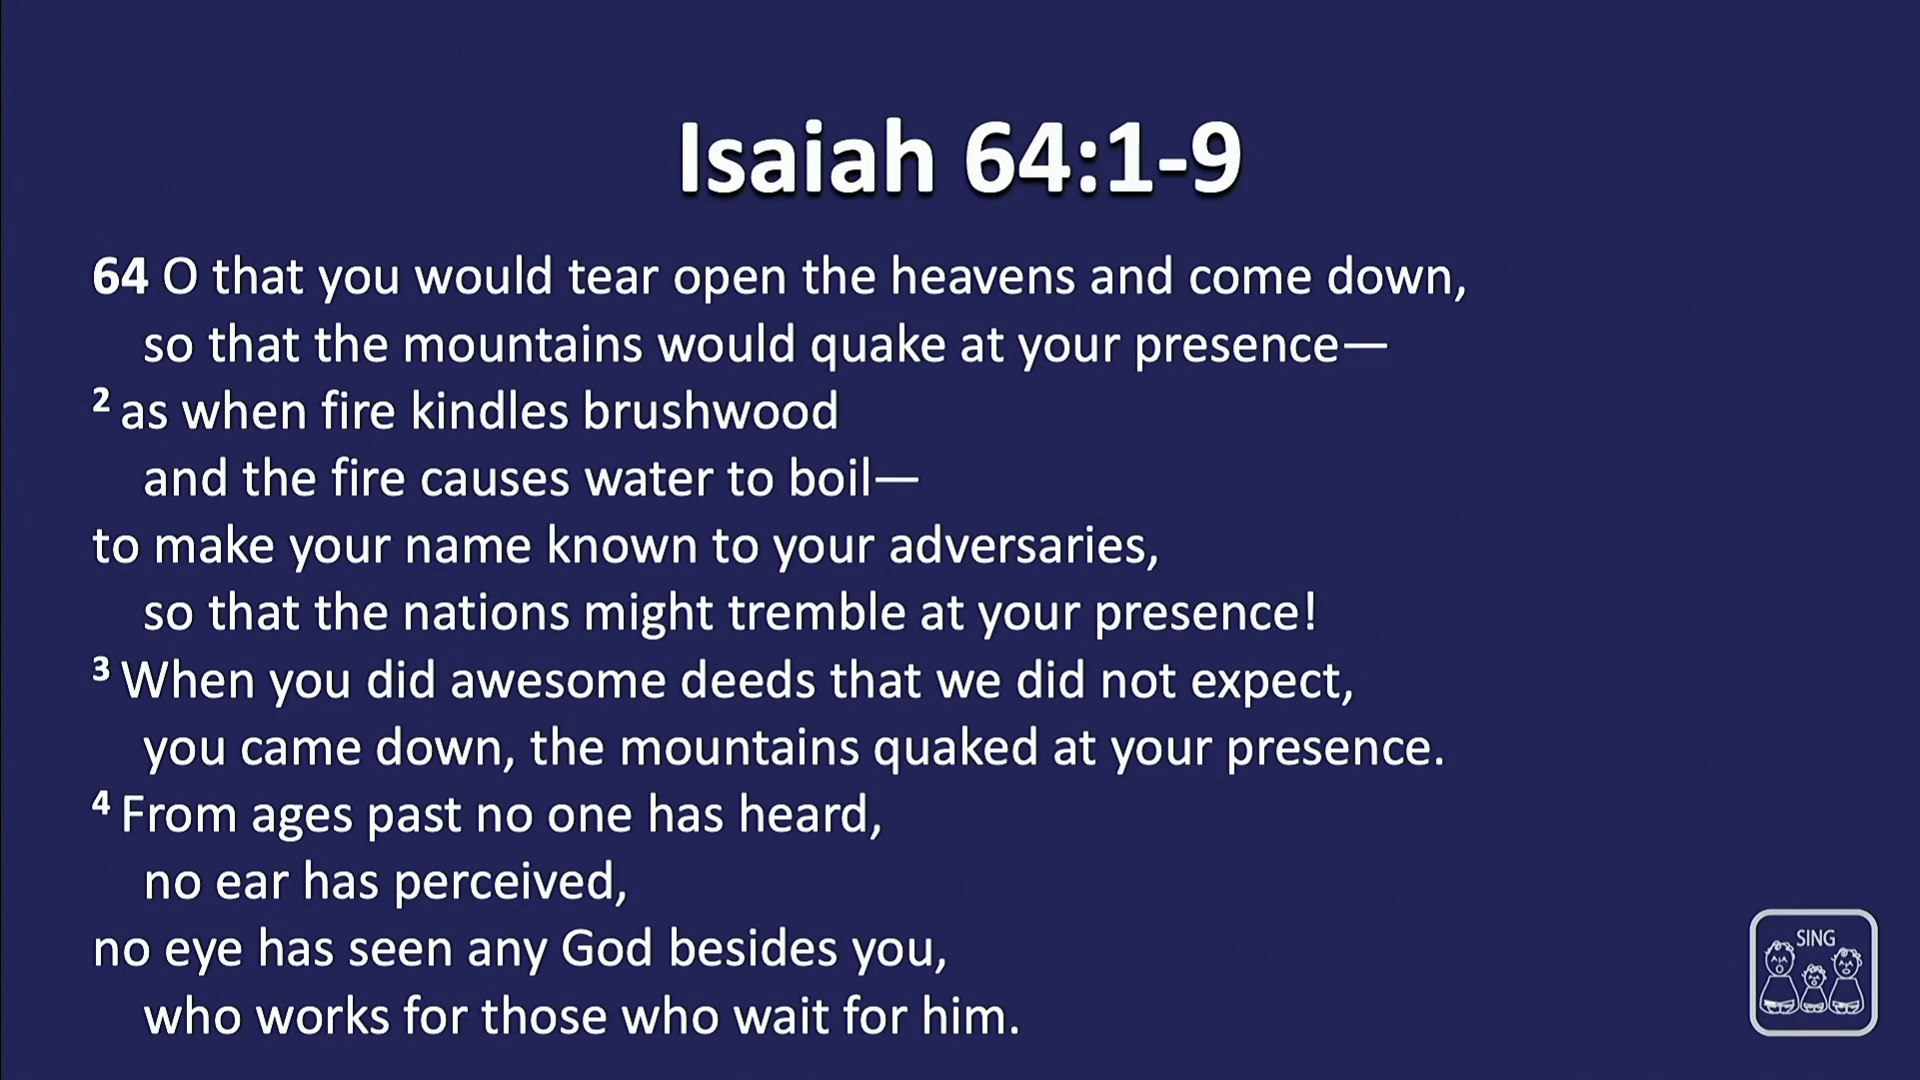 Isaiah 64:1-9
64 O that you would tear open the heavens and come down,
so that the mountains would quake at your presence—
2 as when fire kindles brushwood
and the fire causes water to boil—
to make your name known to your adversaries,
so that the nations might tremble at your presence!
3 When you did awesome deeds that we did not expect,
you came down, the mountains quaked at your presence.
4 From ages past no one has heard,
no ear has perceived,
no eye has seen any God besides you,
who works for those who wait for him.
SING